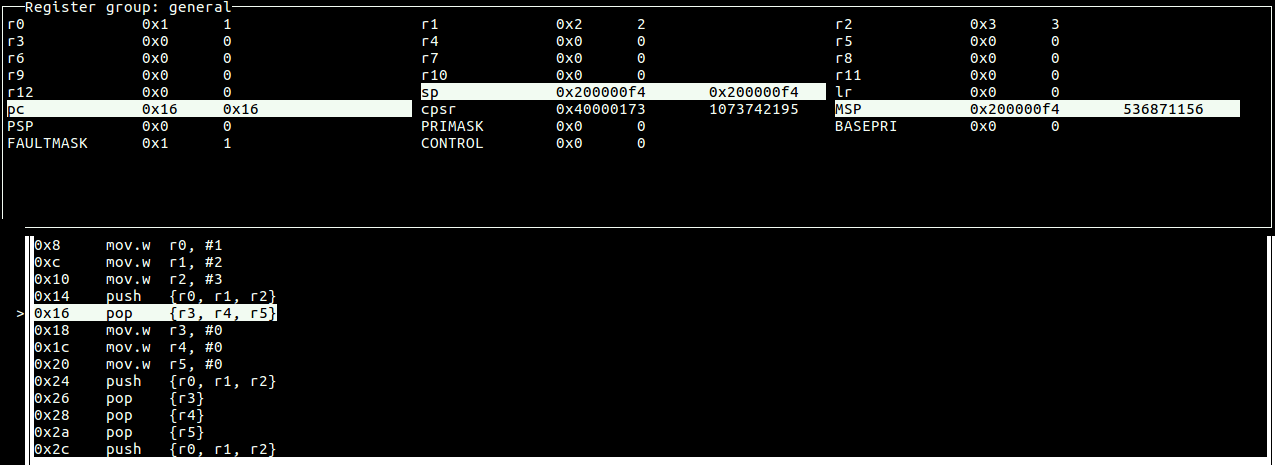 Register group: general
r0 0x1 1 r1 0x2 2 r2 0x3 3
r3 0x0 0 r4 0x0 0 r5 0x0 0
r6 0x0 0 r7 0x0 0 r8 0x0 0
r9 0x0 0 r10 0x0 0 r11 0x0 0
r12 0x0 0 sp 0x200000f4 0x200000f4 lr 0x0 0
pc 0x16 0x16 cpsr 0x40000173 1073742195 MSP 0x200000f4 536871156
PSP 0x0 0 PRIMASK 0x0 0 BASEPRI 0x0 0
FAULTMASK 0x1 1 CONTROL 0x0 0
0x8 mov.w r0, #1
0xc mov.w r1, #2
0x10 mov.w r2, #3
0x14 push {r0, r1, r2}
>0x16 pop {r3, r4, r5}
0x18 mov.w r3, #0
0x1c mov.w r4, #0
0x20 mov.w r5, #0
0x24 push {r0, r1, r2}
0x26 pop {r3}
0x28 pop {r4}
0x2a pop {r5}
0x2c push {r0, r1, r2}